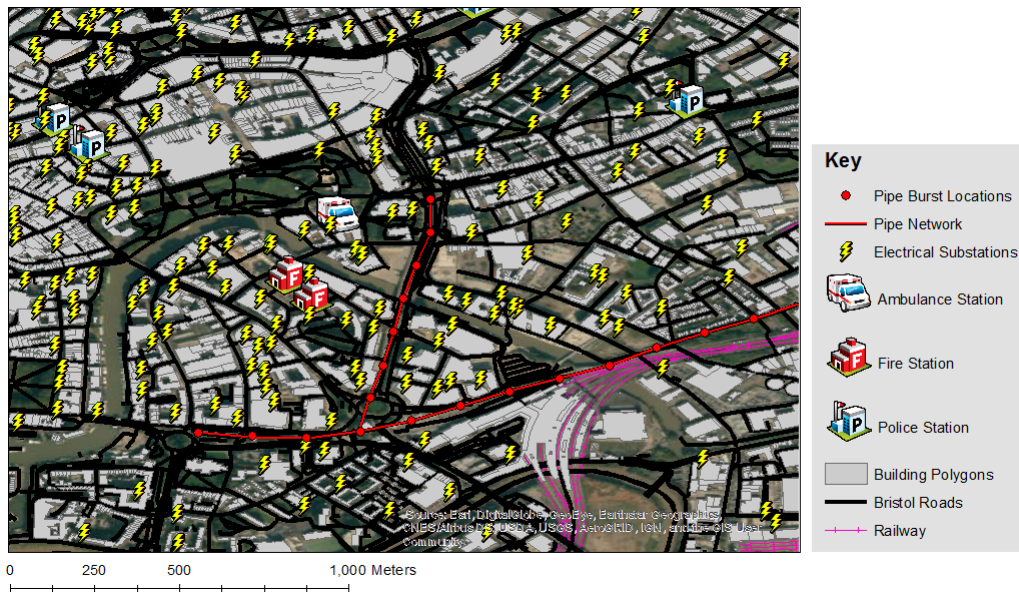 Key
Pipe Burst Locations
Pipe Network
Electrical Substations
Ambulance Station
Fire Station
Police Station
Building Polygons
Bristol Roads
Railway
P
P
P
F
F
F
P
Source: Esri, DigitalGlobe, GeoEye, Earthstar Geographics,
CNES/Airbus DS, USDA, USGS, AeroGRID, IGN, and the GIS User
Community
0 250 500 1,000 Meters